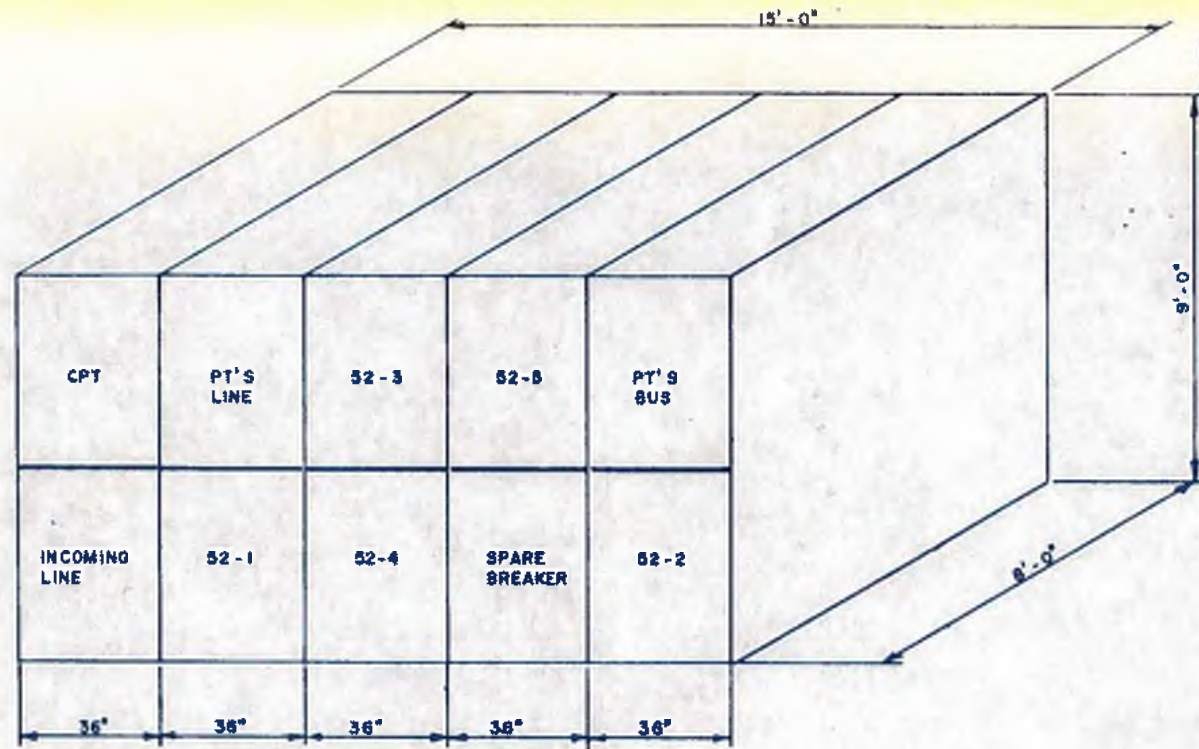 15'-0"
9'-0"
CPT
PT'S
LINE
52-3
52-5
PT'S
BUS
INCOMING
LINE
52-1
52-4
SPARE
BREAKER
52-2
8'-0"
36"
36"
36"
36"
36"